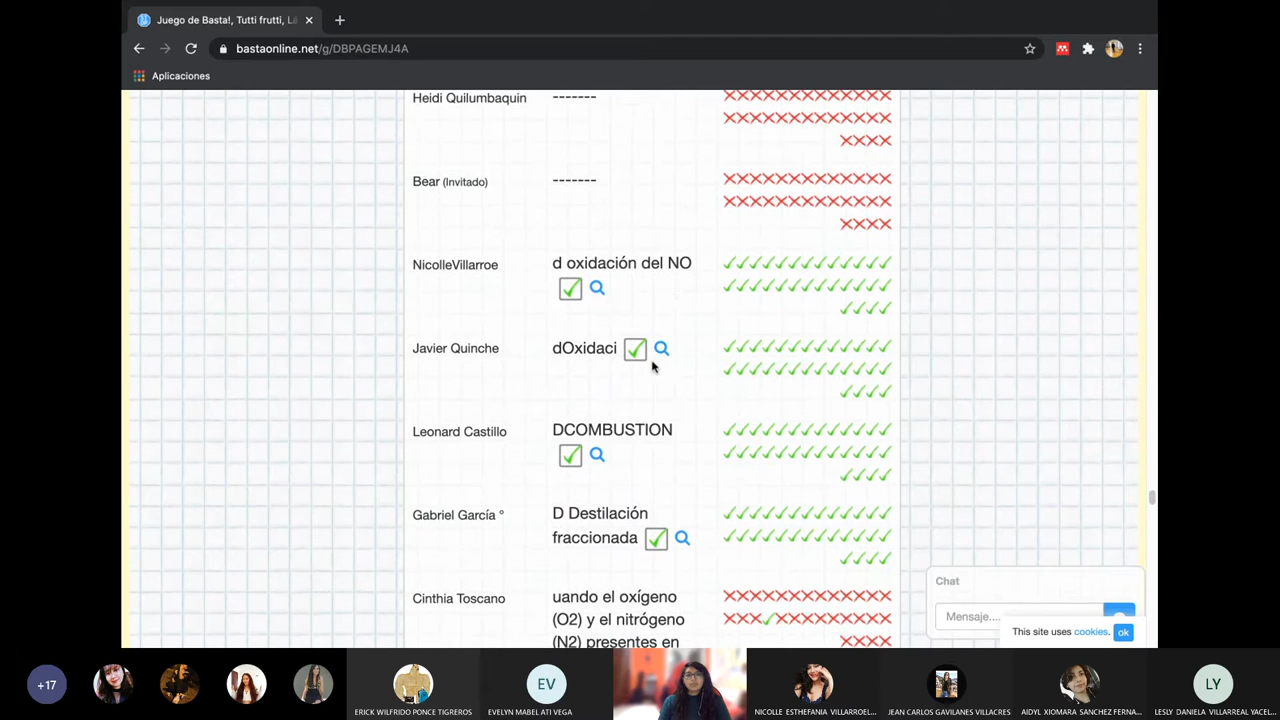 Juego de Basta!, Tutti frutti, Lá
bastaonline.net/g/DBPAGEMJ4A
Aplicaciones
Heidi Quilumbaquin -------
Bear (Invitado) -------
NicolleVillarroe d oxidación del NO
Javier Quinche dOxidaci
Leonard Castillo DCOMBUSTION
Gabriel García ° D Destilación
fraccionada
Cinthia Toscano uando el oxígeno
(O2) y el nitrógeno
(N2) presentes en
Chat
Mensaje...
This site uses cookies. ok
+17
EV
LY
ERICK WILFRIDO PONCE TIGREROS
EVELYN MABEL ATI VEGA
NICOLLE ESTHEFANIA VILLARROEL...
JEAN CARLOS GAVILANES VILLACRES
AIDYL XIOMARA SANCHEZ FERNA...
LESLY DANIELA VILLARREAL YACEL...